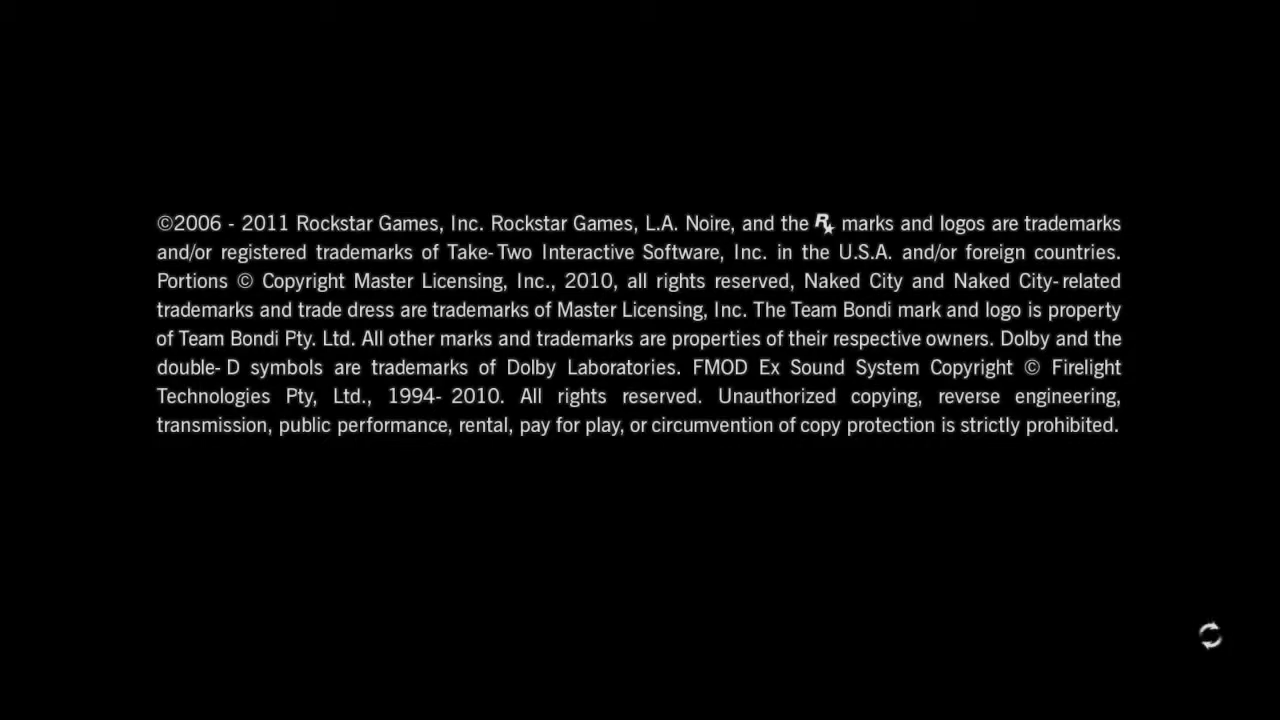 ©2006 - 2011 Rockstar Games, Inc. Rockstar Games, L.A. Noire, and the R★ marks and logos are trademarks
and/or registered trademarks of Take-Two Interactive Software, Inc. in the U.S.A. and/or foreign countries.
Portions © Copyright Master Licensing, Inc., 2010, all rights reserved, Naked City and Naked City-related
trademarks and trade dress are trademarks of Master Licensing, Inc. The Team Bondi mark and logo is property
of Team Bondi Pty. Ltd. All other marks and trademarks are properties of their respective owners. Dolby and the
double- D symbols are trademarks of Dolby Laboratories. FMOD Ex Sound System Copyright © Firelight
Technologies Pty, Ltd., 1994- 2010. All rights reserved. Unauthorized copying, reverse engineering,
transmission, public performance, rental, pay for play, or circumvention of copy protection is strictly prohibited.